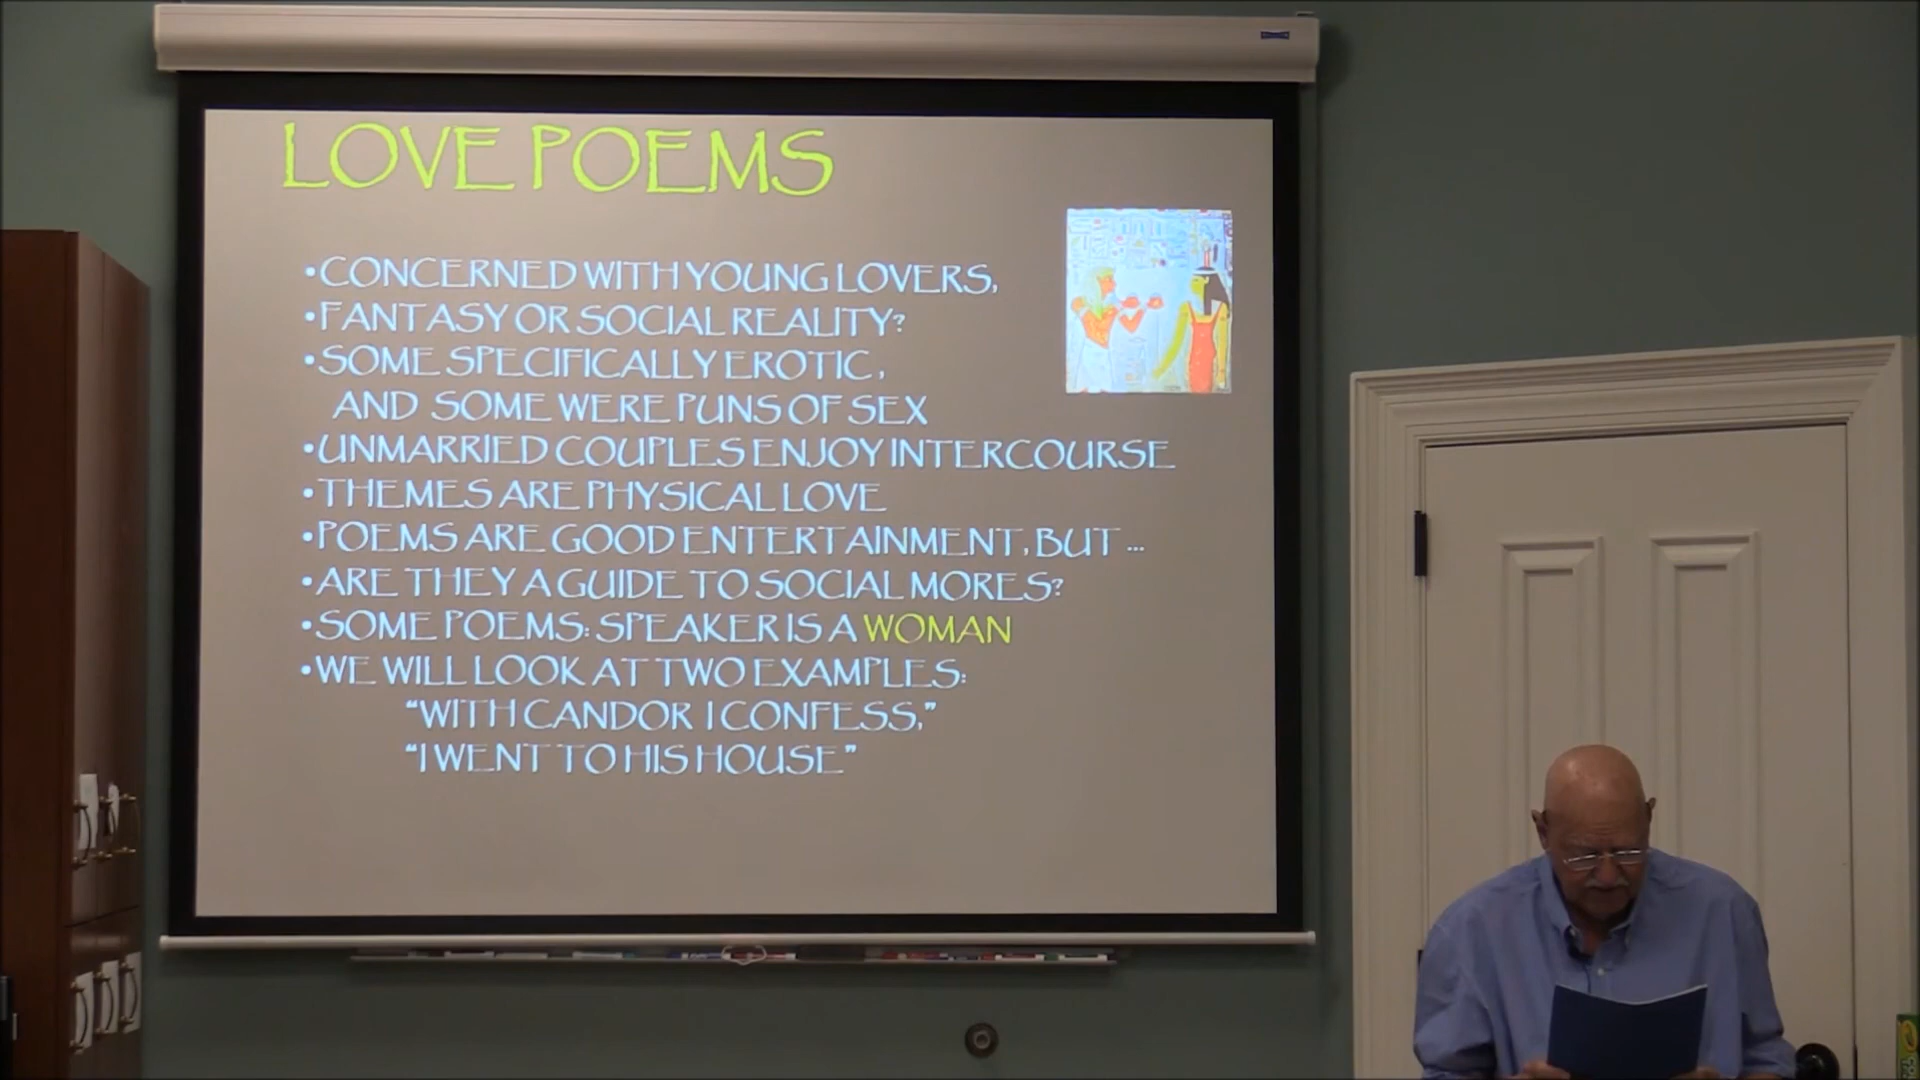 LOVE POEMS
•CONCERNED WITH YOUNG LOVERS,
•FANTASY OR SOCIAL REALITY?
•SOME SPECIFICALLY EROTIC,
AND SOME WERE PUNS OF SEX
•UNMARRIED COUPLES ENJOY INTERCOURSE
•THEMES ARE PHYSICAL LOVE
•POEMS ARE GOOD ENTERTAINMENT, BUT ...
•ARE THEY A GUIDE TO SOCIAL MORES?
•SOME POEMS: SPEAKER IS A WOMAN
•WE WILL LOOK AT TWO EXAMPLES:
“WITH CANDOR I CONFESS,”
“I WENT TO HIS HOUSE”